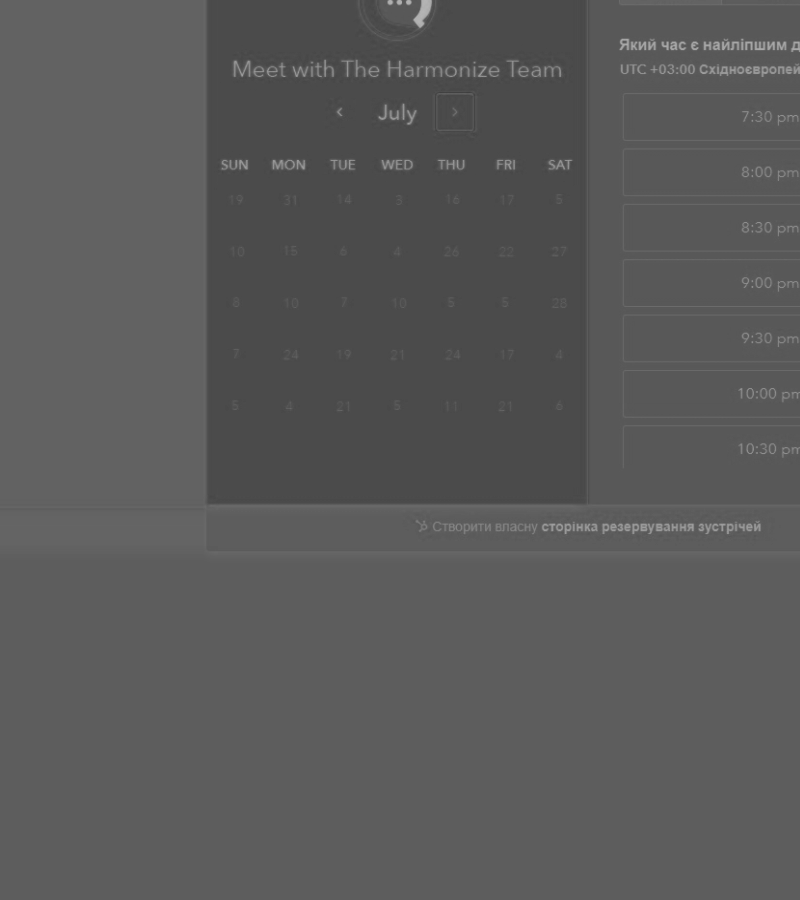 Meet with The Harmonize Team
‹ July ›
SUN MON TUE WED THU FRI SAT
19 31 14 3 16 17 5
10 15 6 4 26 22 27
8 10 7 10 5 5 28
7 24 19 21 24 17 4
5 4 21 5 11 21 6
Який час є найліпшим
UTC +03:00
7:30 pm
8:00 pm
8:30 pm
9:00 pm
9:30 pm
10:00 pm
10:30 pm
Створити власну сторінка резервування зустрічей